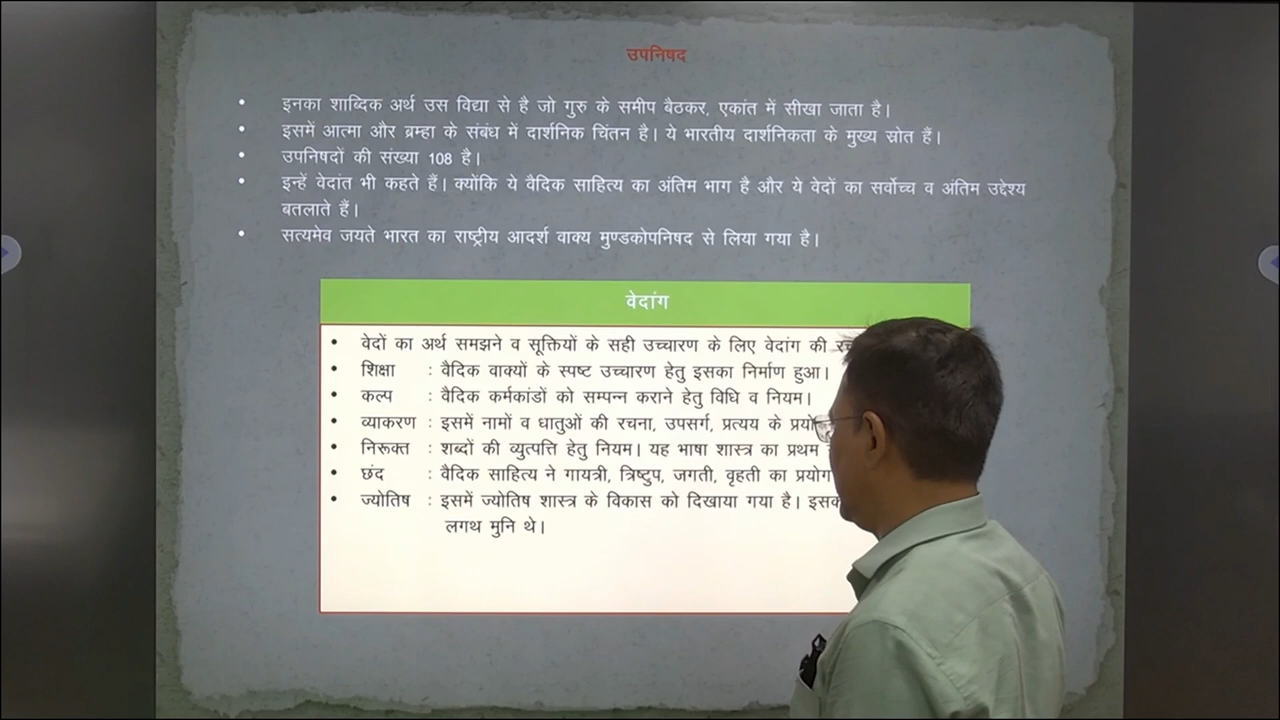 उपनिषद
• इनका शाब्दिक अर्थ उस विद्या से है जो गुरु के समीप बैठकर, एकांत में सीखा जाता है।
• इसमें आत्मा और ब्रम्हा के संबंध में दार्शनिक चिंतन है। ये भारतीय दार्शनिकता के मुख्य स्रोत हैं।
• उपनिषदों की संख्या 108 है।
• इन्हें वेदांत भी कहते हैं। क्योंकि ये वैदिक साहित्य का अंतिम भाग है और ये वेदों का सर्वोच्च व अंतिम उद्देश्य
बतलाते हैं।
• सत्यमेव जयते भारत का राष्ट्रीय आदर्श वाक्य मुण्डकोपनिषद से लिया गया है।
वेदांग
• वेदों का अर्थ समझने व सूक्तियों के सही उच्चारण के लिए वेदांग की
• शिक्षा : वैदिक वाक्यों के स्पष्ट उच्चारण हेतु इसका निर्माण हुआ।
• कल्प : वैदिक कर्मकांडों को सम्पन्न कराने हेतु विधि व नियम।
• व्याकरण : इसमें नामों व धातुओं की रचना, उपसर्ग, प्रत्यय के
• निरूक्त : शब्दों की व्युत्पत्ति हेतु नियम। यह भाषा शास्त्र का प्रथम
• छंद : वैदिक साहित्य ने गायत्री, त्रिष्टुप, जगती, वृहती का प्रयोग
• ज्योतिष : इसमें ज्योतिष शास्त्र के विकास को दिखाया गया है।
लगथ मुनि थे।